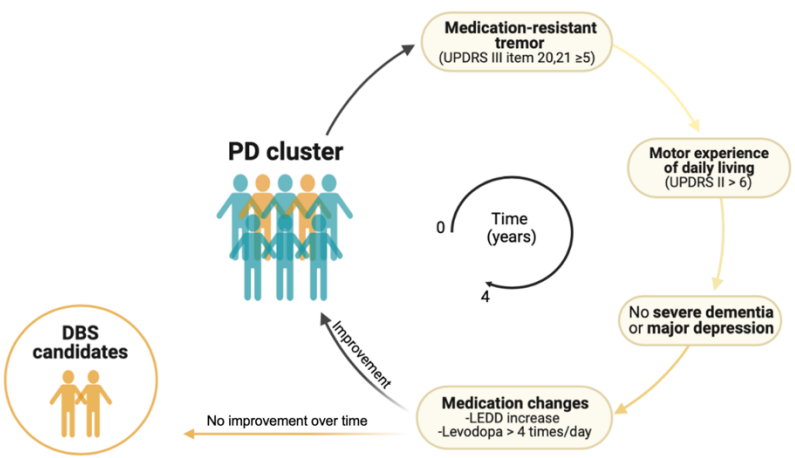 Medication-resistant
tremor
(UPDRS III item 20,21 ≥5)
PD cluster
Motor experience
of daily living
(UPDRS II > 6)
0
Time
(years)
4
No severe dementia
or major depression
DBS
candidates
Improvement
Medication changes
-LEDD increase
-Levodopa > 4 times/day
No improvement over time